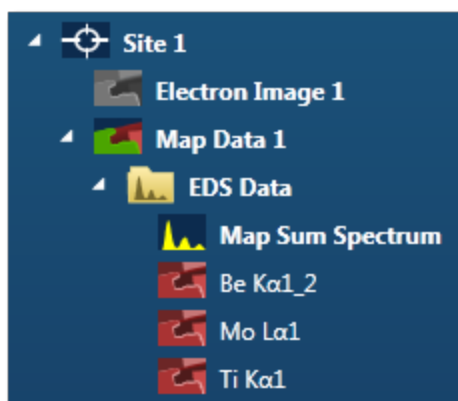 Site 1
Electron Image 1
Map Data 1
EDS Data
Map Sum Spectrum
Be Kα1_2
Mo Lα1
Ti Kα1